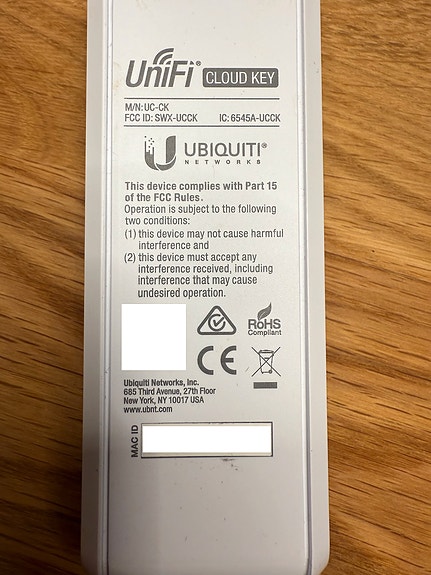 UniFi® CLOUD KEY
M/N:UC-CK
FCC ID: SWX-UCCK IC: 6545A-UCCK
UBIQUITI®
NETWORKS
This device complies with Part 15
of the FCC Rules.
Operation is subject to the following
two conditions:
(1) this device may not cause harmful
interference and
(2) this device must accept any
interference received, including
interference that may cause
undesired operation.
RoHS
Compliant
CE
Ubiquiti Networks, Inc.
685 Third Avenue, 27th Floor
New York, NY 10017 USA
www.ubnt.com
MAC ID